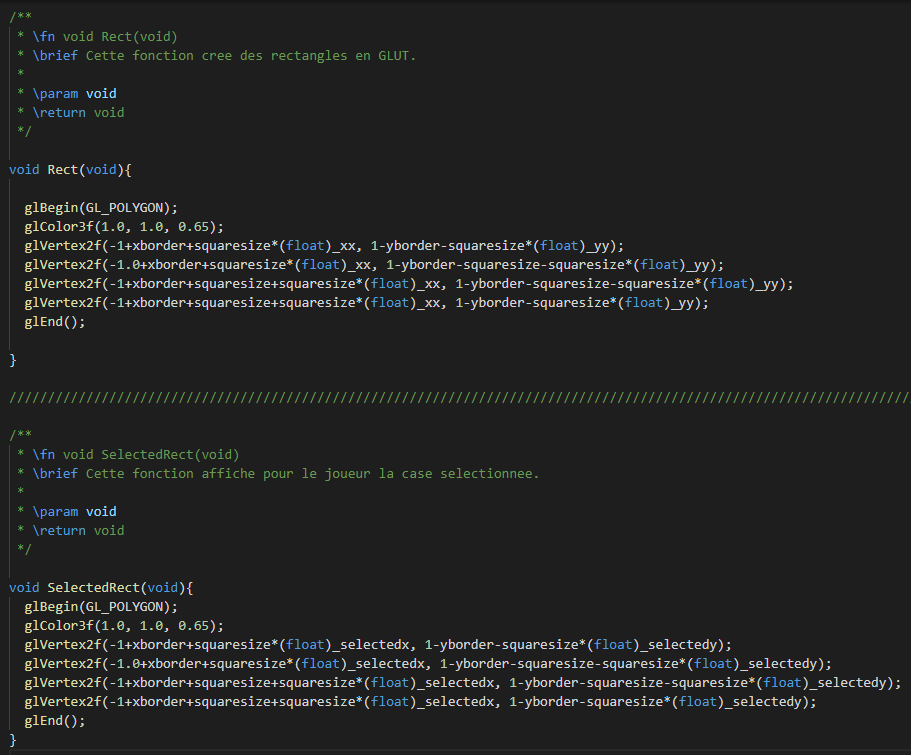 /**
 * \fn void Rect(void)
 * \brief Cette fonction cree des rectangles en GLUT.
 *
 * \param void
 * \return void
 */
void Rect(void){
  glBegin(GL_POLYGON);
  glColor3f(1.0, 1.0, 0.65);
  glVertex2f(-1+xborder+squaresize*(float)_xx, 1-yborder-squaresize*(float)_yy);
  glVertex2f(-1.0+xborder+squaresize*(float)_xx, 1-yborder-squaresize-squaresize*(float)_yy);
  glVertex2f(-1+xborder+squaresize+squaresize*(float)_xx, 1-yborder-squaresize-squaresize*(float)_yy);
  glVertex2f(-1+xborder+squaresize+squaresize*(float)_xx, 1-yborder-squaresize*(float)_yy);
  glEnd();
}
/////////////////////////////////////////////////////////////////////////////////////////////////////////////////////
/**
 * \fn void SelectedRect(void)
 * \brief Cette fonction affiche pour le joueur la case selectionnee.
 *
 * \param void
 * \return void
 */
void SelectedRect(void){
  glBegin(GL_POLYGON);
  glColor3f(1.0, 1.0, 0.65);
  glVertex2f(-1+xborder+squaresize*(float)_selectedx, 1-yborder-squaresize*(float)_selectedy);
  glVertex2f(-1.0+xborder+squaresize*(float)_selectedx, 1-yborder-squaresize-squaresize*(float)_selectedy);
  glVertex2f(-1+xborder+squaresize+squaresize*(float)_selectedx, 1-yborder-squaresize-squaresize*(float)_selectedy);
  glVertex2f(-1+xborder+squaresize+squaresize*(float)_selectedx, 1-yborder-squaresize*(float)_selectedy);
  glEnd();
}